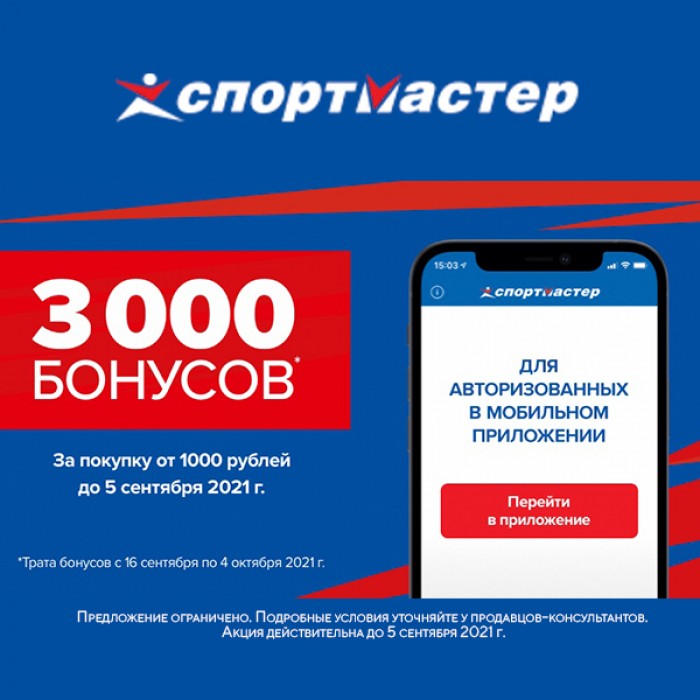 спортмастер
3 000
БОНУСОВ*
За покупку от 1000 рублей
до 5 сентября 2021 г.
*Трата бонусов с 16 сентября по 4 октября 2021 г.
15:03
спортмастер
ДЛЯ
АВТОРИЗОВАННЫХ
В МОБИЛЬНОМ
ПРИЛОЖЕНИИ
Перейти
в приложение
Предложение ограничено. Подробные условия уточняйте у продавцов-консультантов.
Акция действительна до 5 сентября 2021 г.